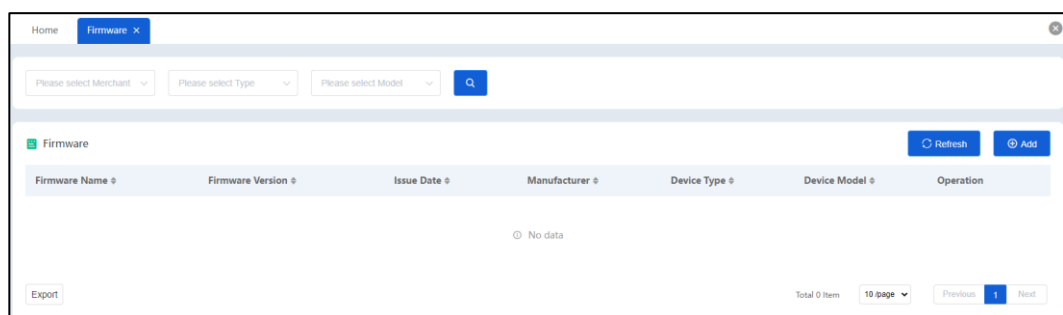 Home Firmware ×
Please select Merchant Please select Type Please select Model
Firmware Refresh Add
Firmware Name Firmware Version Issue Date Manufacturer Device Type Device Model Operation
No data
Export Total 0 Item 10 /page Previous 1 Next